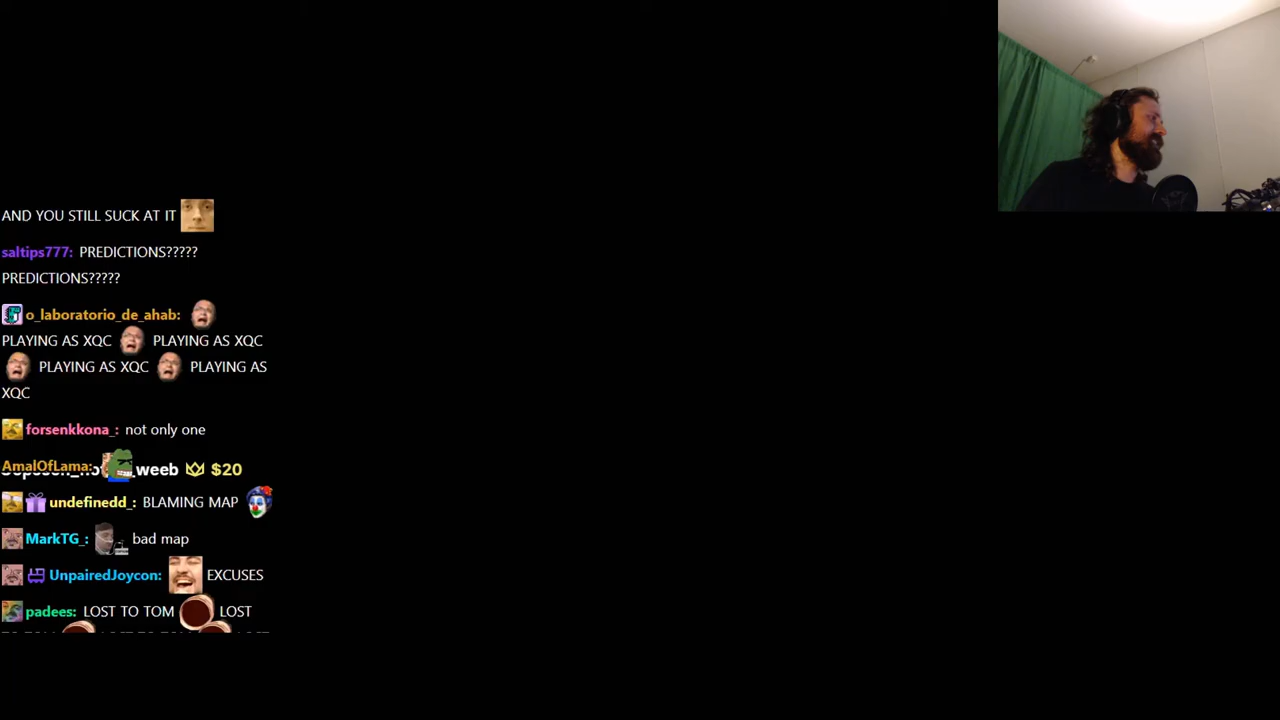 AND YOU STILL SUCK AT IT
saltips777: PREDICTIONS?????
PREDICTIONS?????
o_laboratorio_de_ahab:
PLAYING AS XQC PLAYING AS XQC
PLAYING AS XQC PLAYING AS
XQC
forsenkkona_: not only one
AmalOfLama:
weeb $20
undefinedd_: BLAMING MAP
MarkTG_: bad map
UnpairedJoycon: EXCUSES
padees: LOST TO TOM LOST